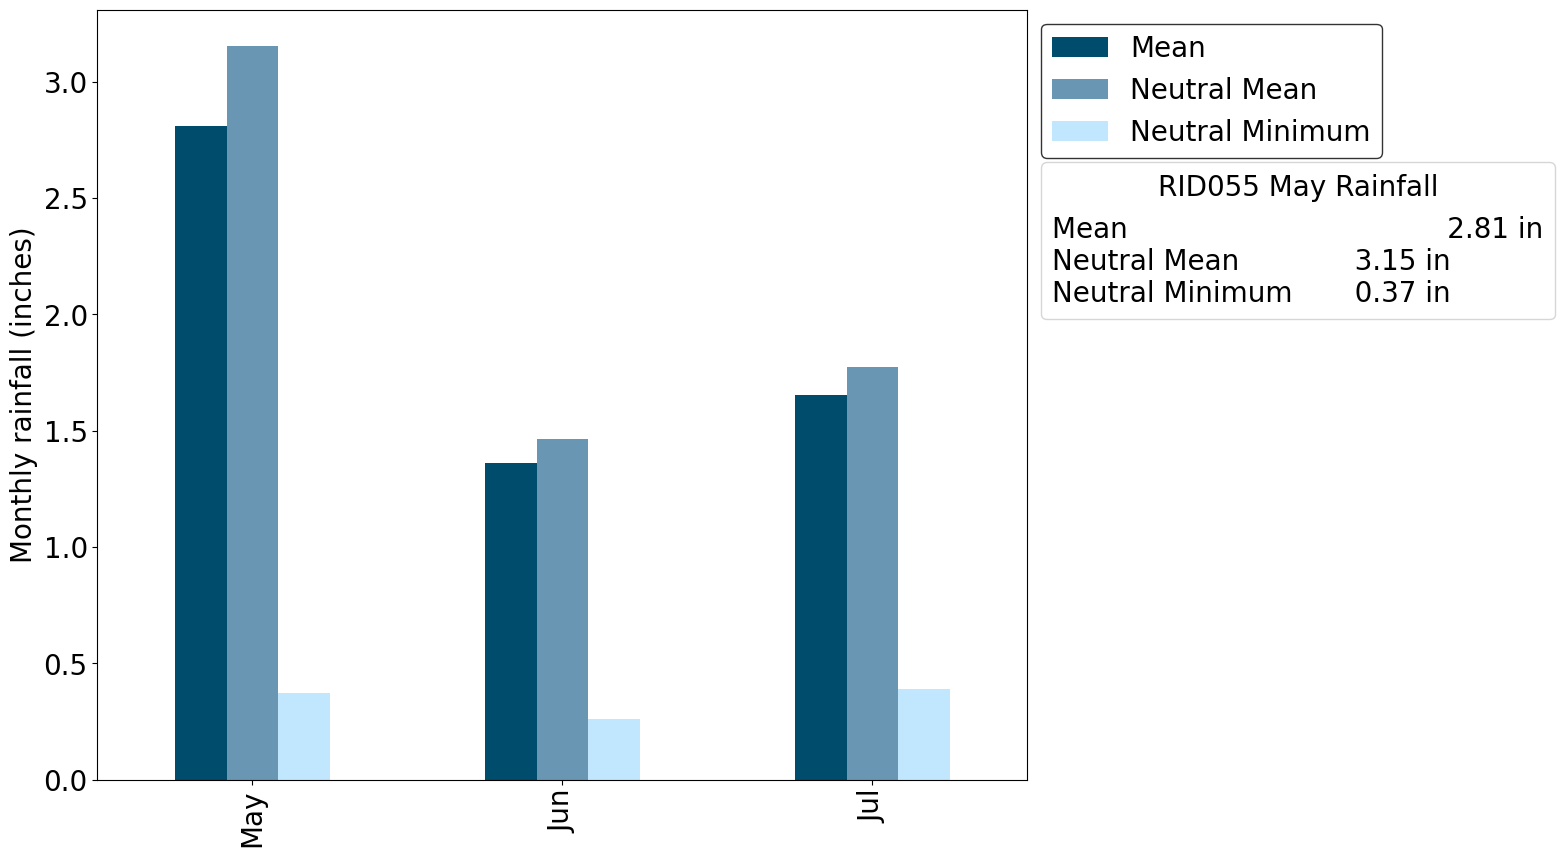 Monthly rainfall (inches)
3.0
2.5
2.0
1.5
1.0
0.5
0.0
May
Jun
Jul
Mean
Neutral Mean
Neutral Minimum
RID055 May Rainfall
Mean 2.81 in
Neutral Mean 3.15 in
Neutral Minimum 0.37 in